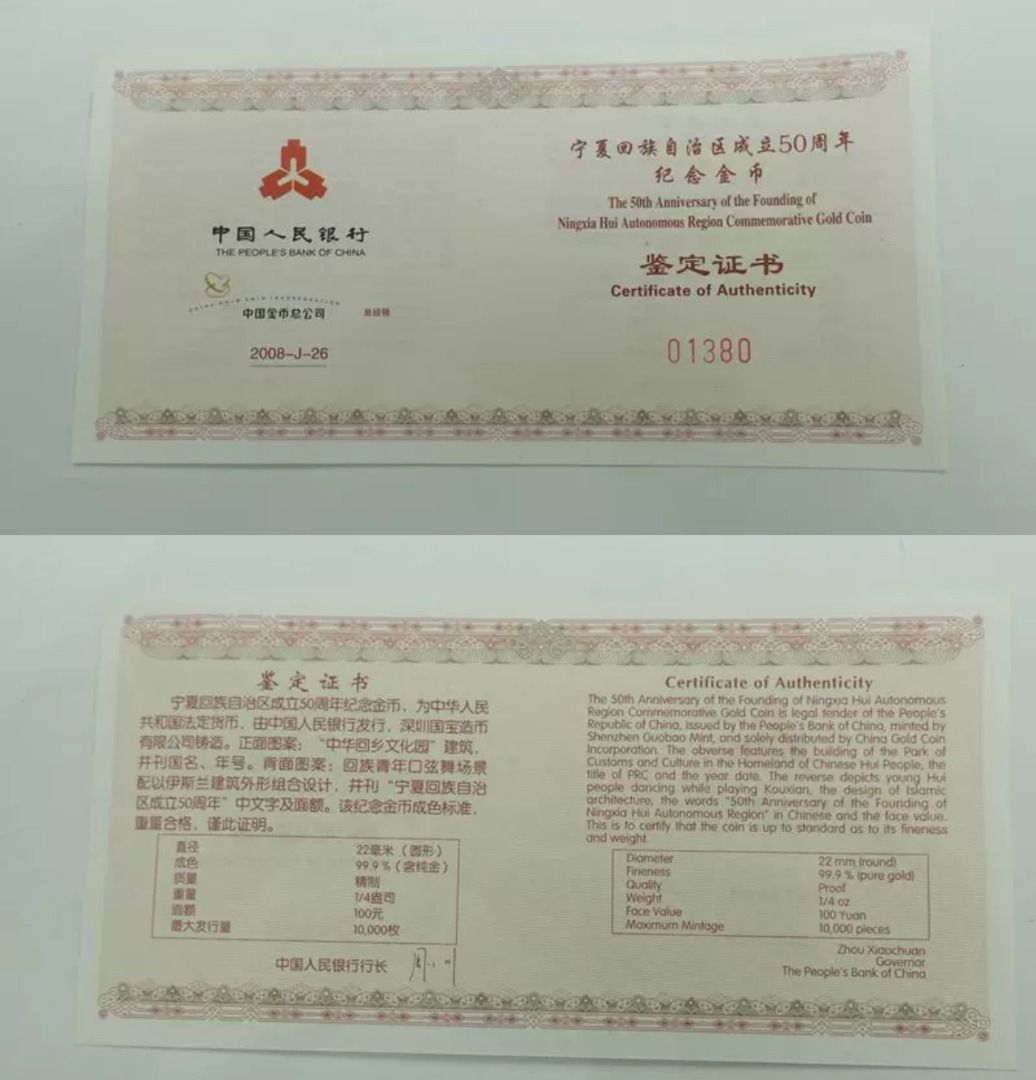 中国人民银行
THE PEOPLE'S BANK OF CHINA
CHINA GOLD COIN INCORPORATION
中国金币总公司 总经销
2008-J-26
宁夏回族自治区成立50周年
纪念金币
The 50th Anniversary of the Founding of
Ningxia Hui Autonomous Region Commemorative Gold Coin
鉴定证书
Certificate of Authenticity
01380
鉴定证书
宁夏回族自治区成立50周年纪念金币，为中华人民
共和国法定货币，由中国人民银行发行，深圳国宝造币
有限公司铸造。正面图案：“中华回乡文化园”建筑，
并刊国名、年号。背面图案：回族青年口弦舞场景
配以伊斯兰建筑外形组合设计，并刊“宁夏回族自治
区成立50周年”中文字及面额。该纪念金币成色标准，
重量合格，谨此证明。
直径 22毫米（圆形）
成色 99.9%（含纯金）
质量 精制
重量 1/4盎司
面额 100元
最大发行量 10,000枚
中国人民银行行长
Certificate of Authenticity
The 50th Anniversary of the Founding of Ningxia Hui Autonomous
Region Commemorative Gold Coin is legal tender of the People's
Republic of China, issued by the People's Bank of China, minted by
Shenzhen Guobao Mint, and solely distributed by China Gold Coin
Incorporation. The obverse features the building of the Park of
Customs and Culture in the Homeland of Chinese Hui People, the
title of PRC and the year date. The reverse depicts young Hui
people dancing while playing Kouxian, the design of Islamic
architecture, the words "50th Anniversary of the Founding of
Ningxia Hui Autonomous Region" in Chinese and the face value.
This is to certify that the coin is up to standard as to its fineness
and weight.
Diameter 22 mm (round)
Fineness 99.9 % (pure gold)
Quality Proof
Weight 1/4 oz
Face Value 100 Yuan
Maximum Mintage 10,000 pieces
Zhou Xiaochuan
Governor
The People's Bank of China